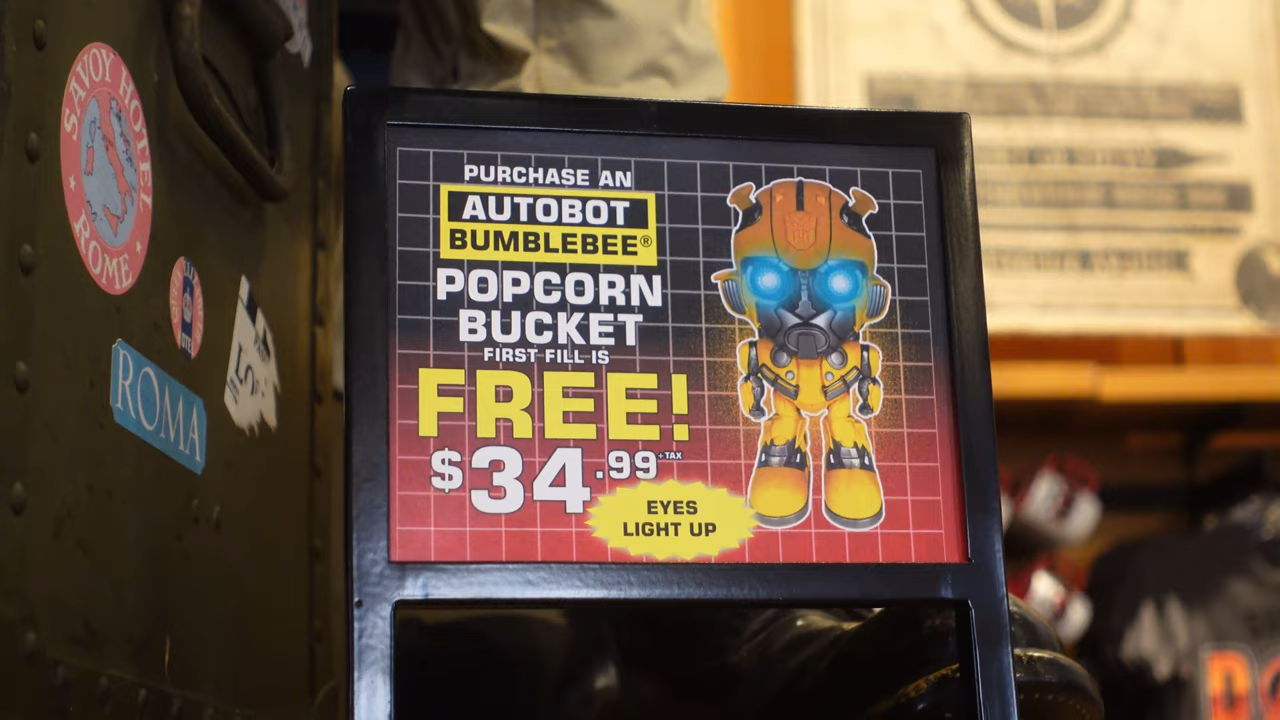 SAVOY HOTEL
ROME
ROMA
PURCHASE AN
AUTOBOT
BUMBLEBEE®
POPCORN
BUCKET
FIRST FILL IS
FREE!
$34.99 +TAX
EYES
LIGHT UP